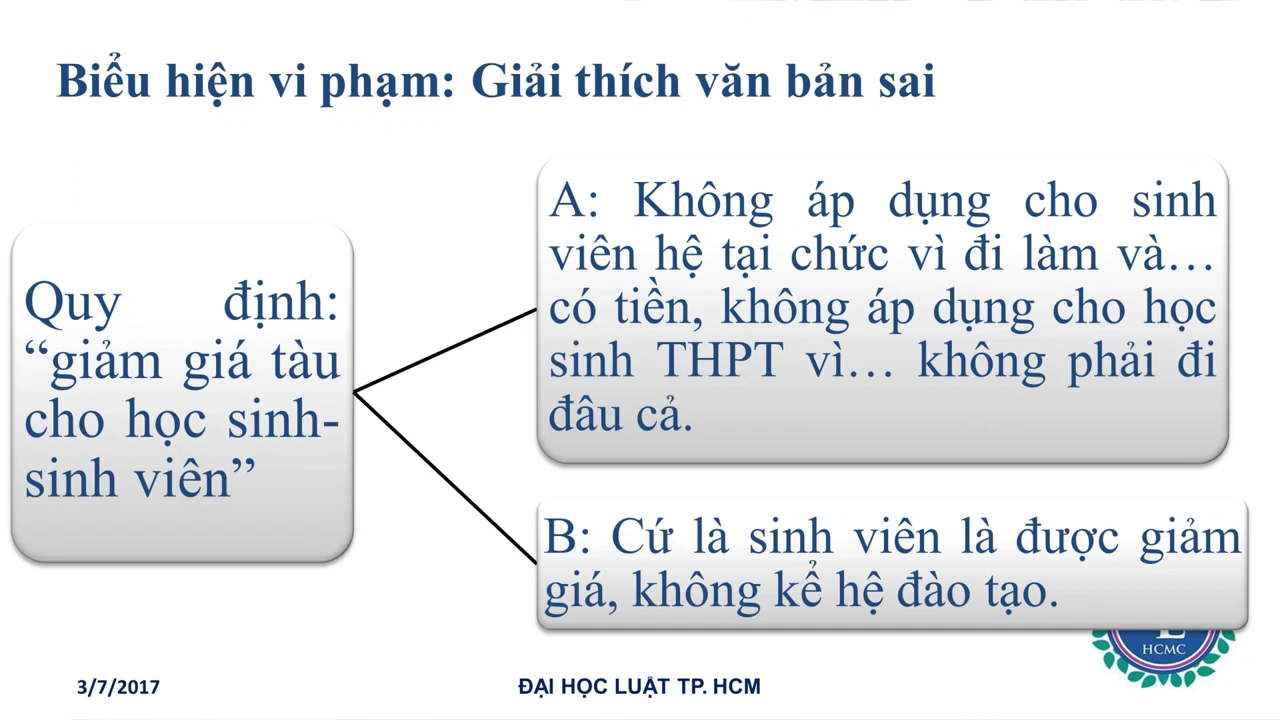 Biểu hiện vi phạm: Giải thích văn bản sai
Quy định:
“giảm giá tàu
cho học sinh-
sinh viên”
A: Không áp dụng cho sinh
viên hệ tại chức vì đi làm và…
có tiền, không áp dụng cho học
sinh THPT vì… không phải đi
đâu cả.
B: Cứ là sinh viên là được giảm
giá, không kể hệ đào tạo.
HCMC
3/7/2017
ĐẠI HỌC LUẬT TP. HCM